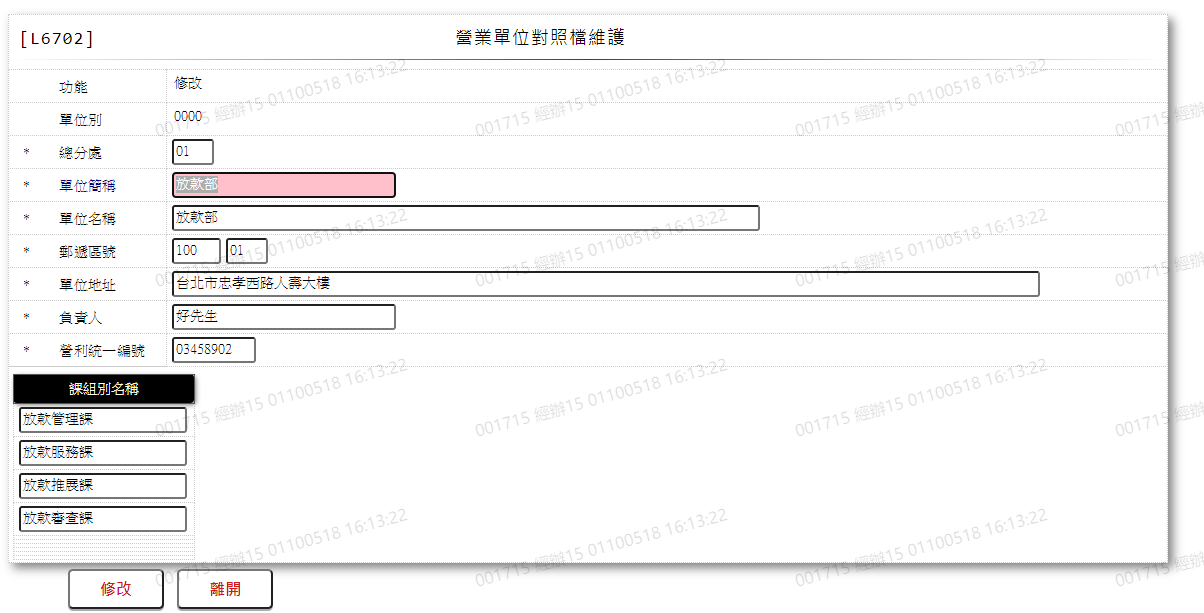 [L6702] 營業單位對照檔維護
功能 修改
單位別 0000
* 總分處 01
* 單位簡稱 放款部
* 單位名稱 放款部
* 郵遞區號 100 01
* 單位地址 台北市忠孝西路人壽大樓
* 負責人 好先生
* 營利統一編號 03458902
課組別名稱
放款管理課
放款服務課
放款推展課
放款審查課
修改 離開
001715 經辦15 01100518 16:13:22